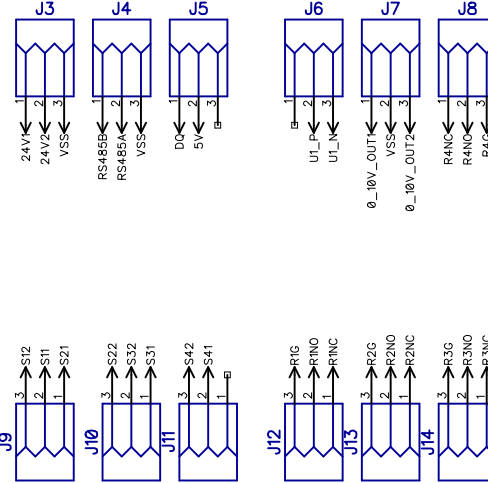 J3 J4 J5 J6 J7 J8
1 2 3 1 2 3 1 2 3 1 2 3 1 2 3 1 2 3
24V1 24V2 VSS RS485B RS485A VSS DQ 5V U1_P U1_N 0_10V_OUT1 VSS 0_10V_OUT2 R4NC R4NO R4G
S12 S11 S21 S22 S32 S31 S42 S41 R1G R1NO R1NC R2G R2NO R2NC R3G R3NO R3NC
3 2 1 3 2 1 3 2 1 3 2 1 3 2 1 3 2 1
J9 J10 J11 J12 J13 J14